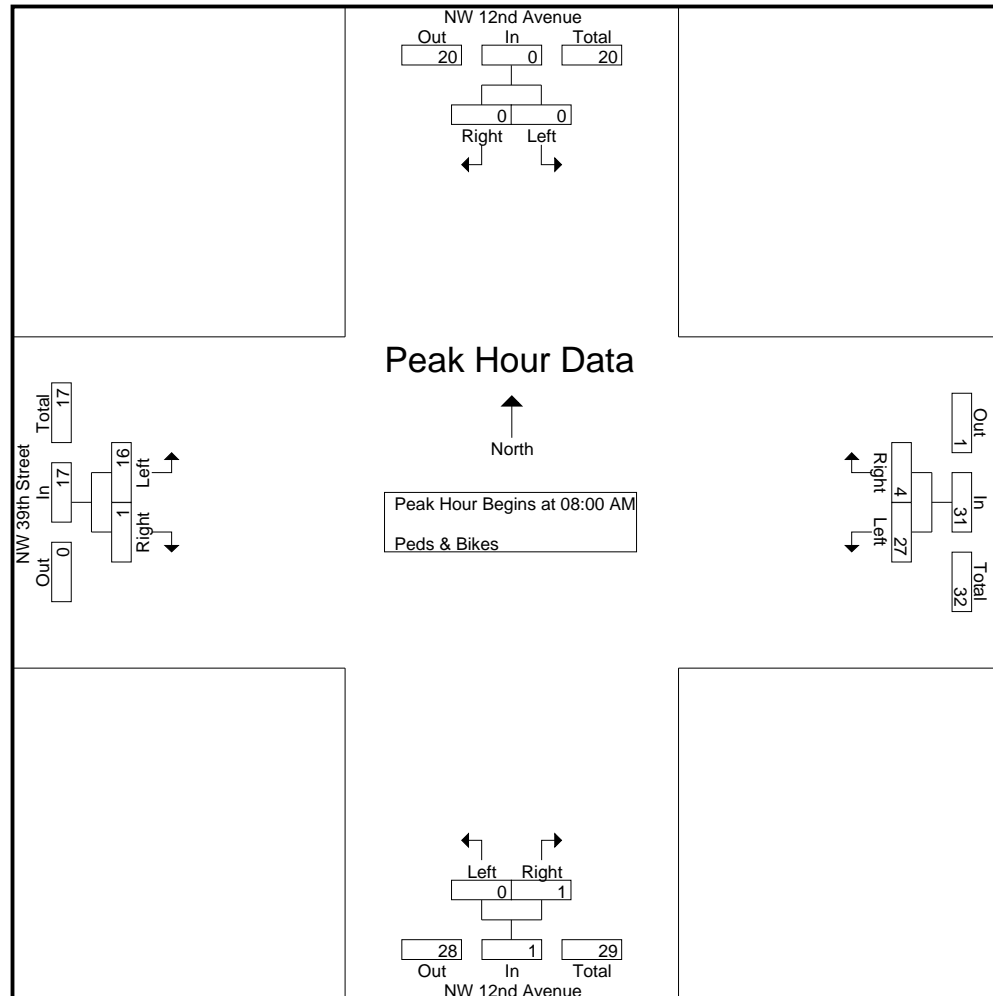 NW 12nd Avenue
Out In Total
20 0 20
0 0
Right Left
Peak Hour Data
North
Peak Hour Begins at 08:00 AM
Peds & Bikes
NW 39th Street
Total In Out
17 17 0
16 1
Left Right
Right Left
4 27
Out In Total
1 31 32
Left Right
0 1
28 1 29
Out In Total
NW 12nd Avenue